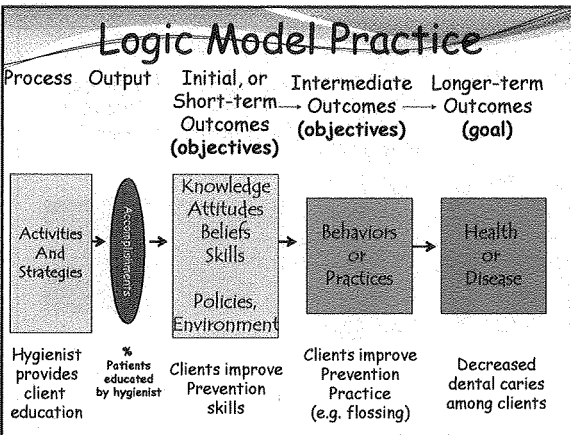 Logic Model Practice
Process
Output
Initial, or
Short-term
Outcomes
(objectives)
Intermediate
Outcomes
(objectives)
Longer-term
Outcomes
(goal)
Activities
And
Strategies
Accomplishments
Knowledge
Attitudes
Beliefs
Skills
Policies,
Environment
Behaviors
or
Practices
Health
or
Disease
Hygienist
provides
client
education
%
Patients
educated
by hygienist
Clients improve
Prevention
skills
Clients improve
Prevention
Practice
(e.g. flossing)
Decreased
dental caries
among clients